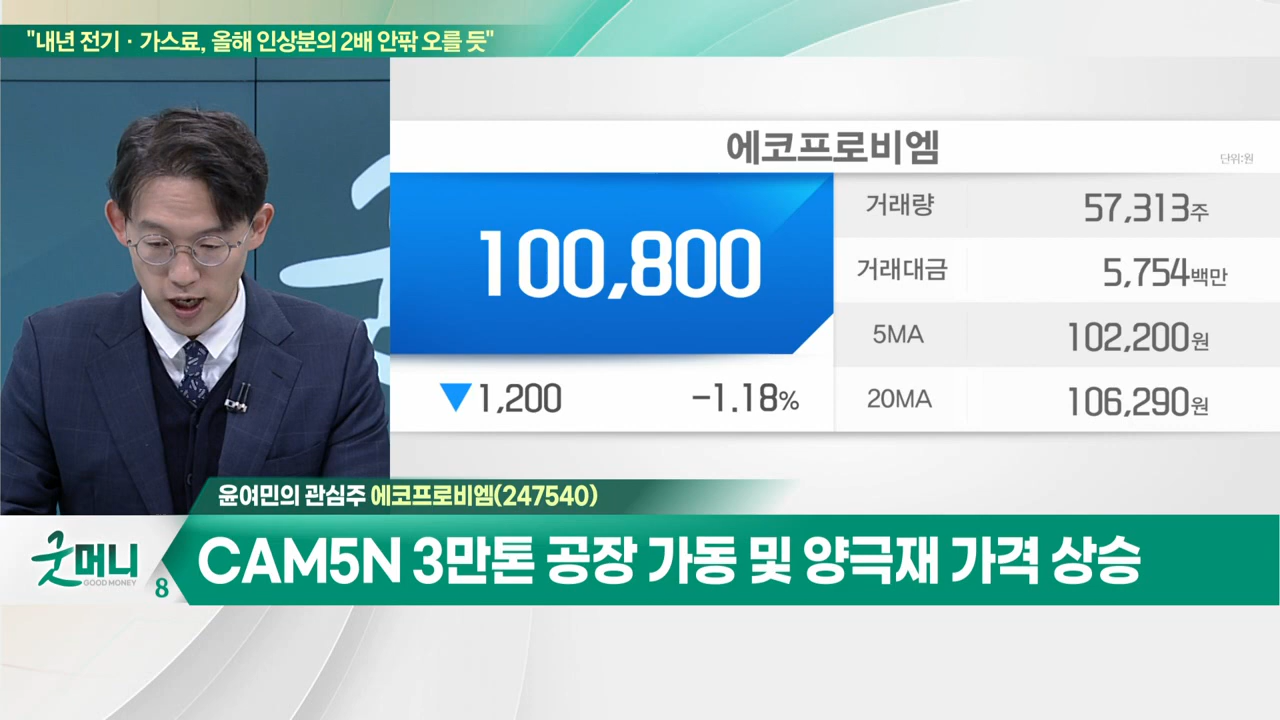 "내년 전기 · 가스료, 올해 인상분의 2배 안팎 오를 듯"
에코프로비엠
단위:원
100,800
▼1,200 -1.18%
거래량 57,313주
거래대금 5,754백만
5MA 102,200원
20MA 106,290원
윤여민의 관심주 에코프로비엠(247540)
굿머니
GOOD MONEY
8
CAM5N 3만톤 공장 가동 및 양극재 가격 상승